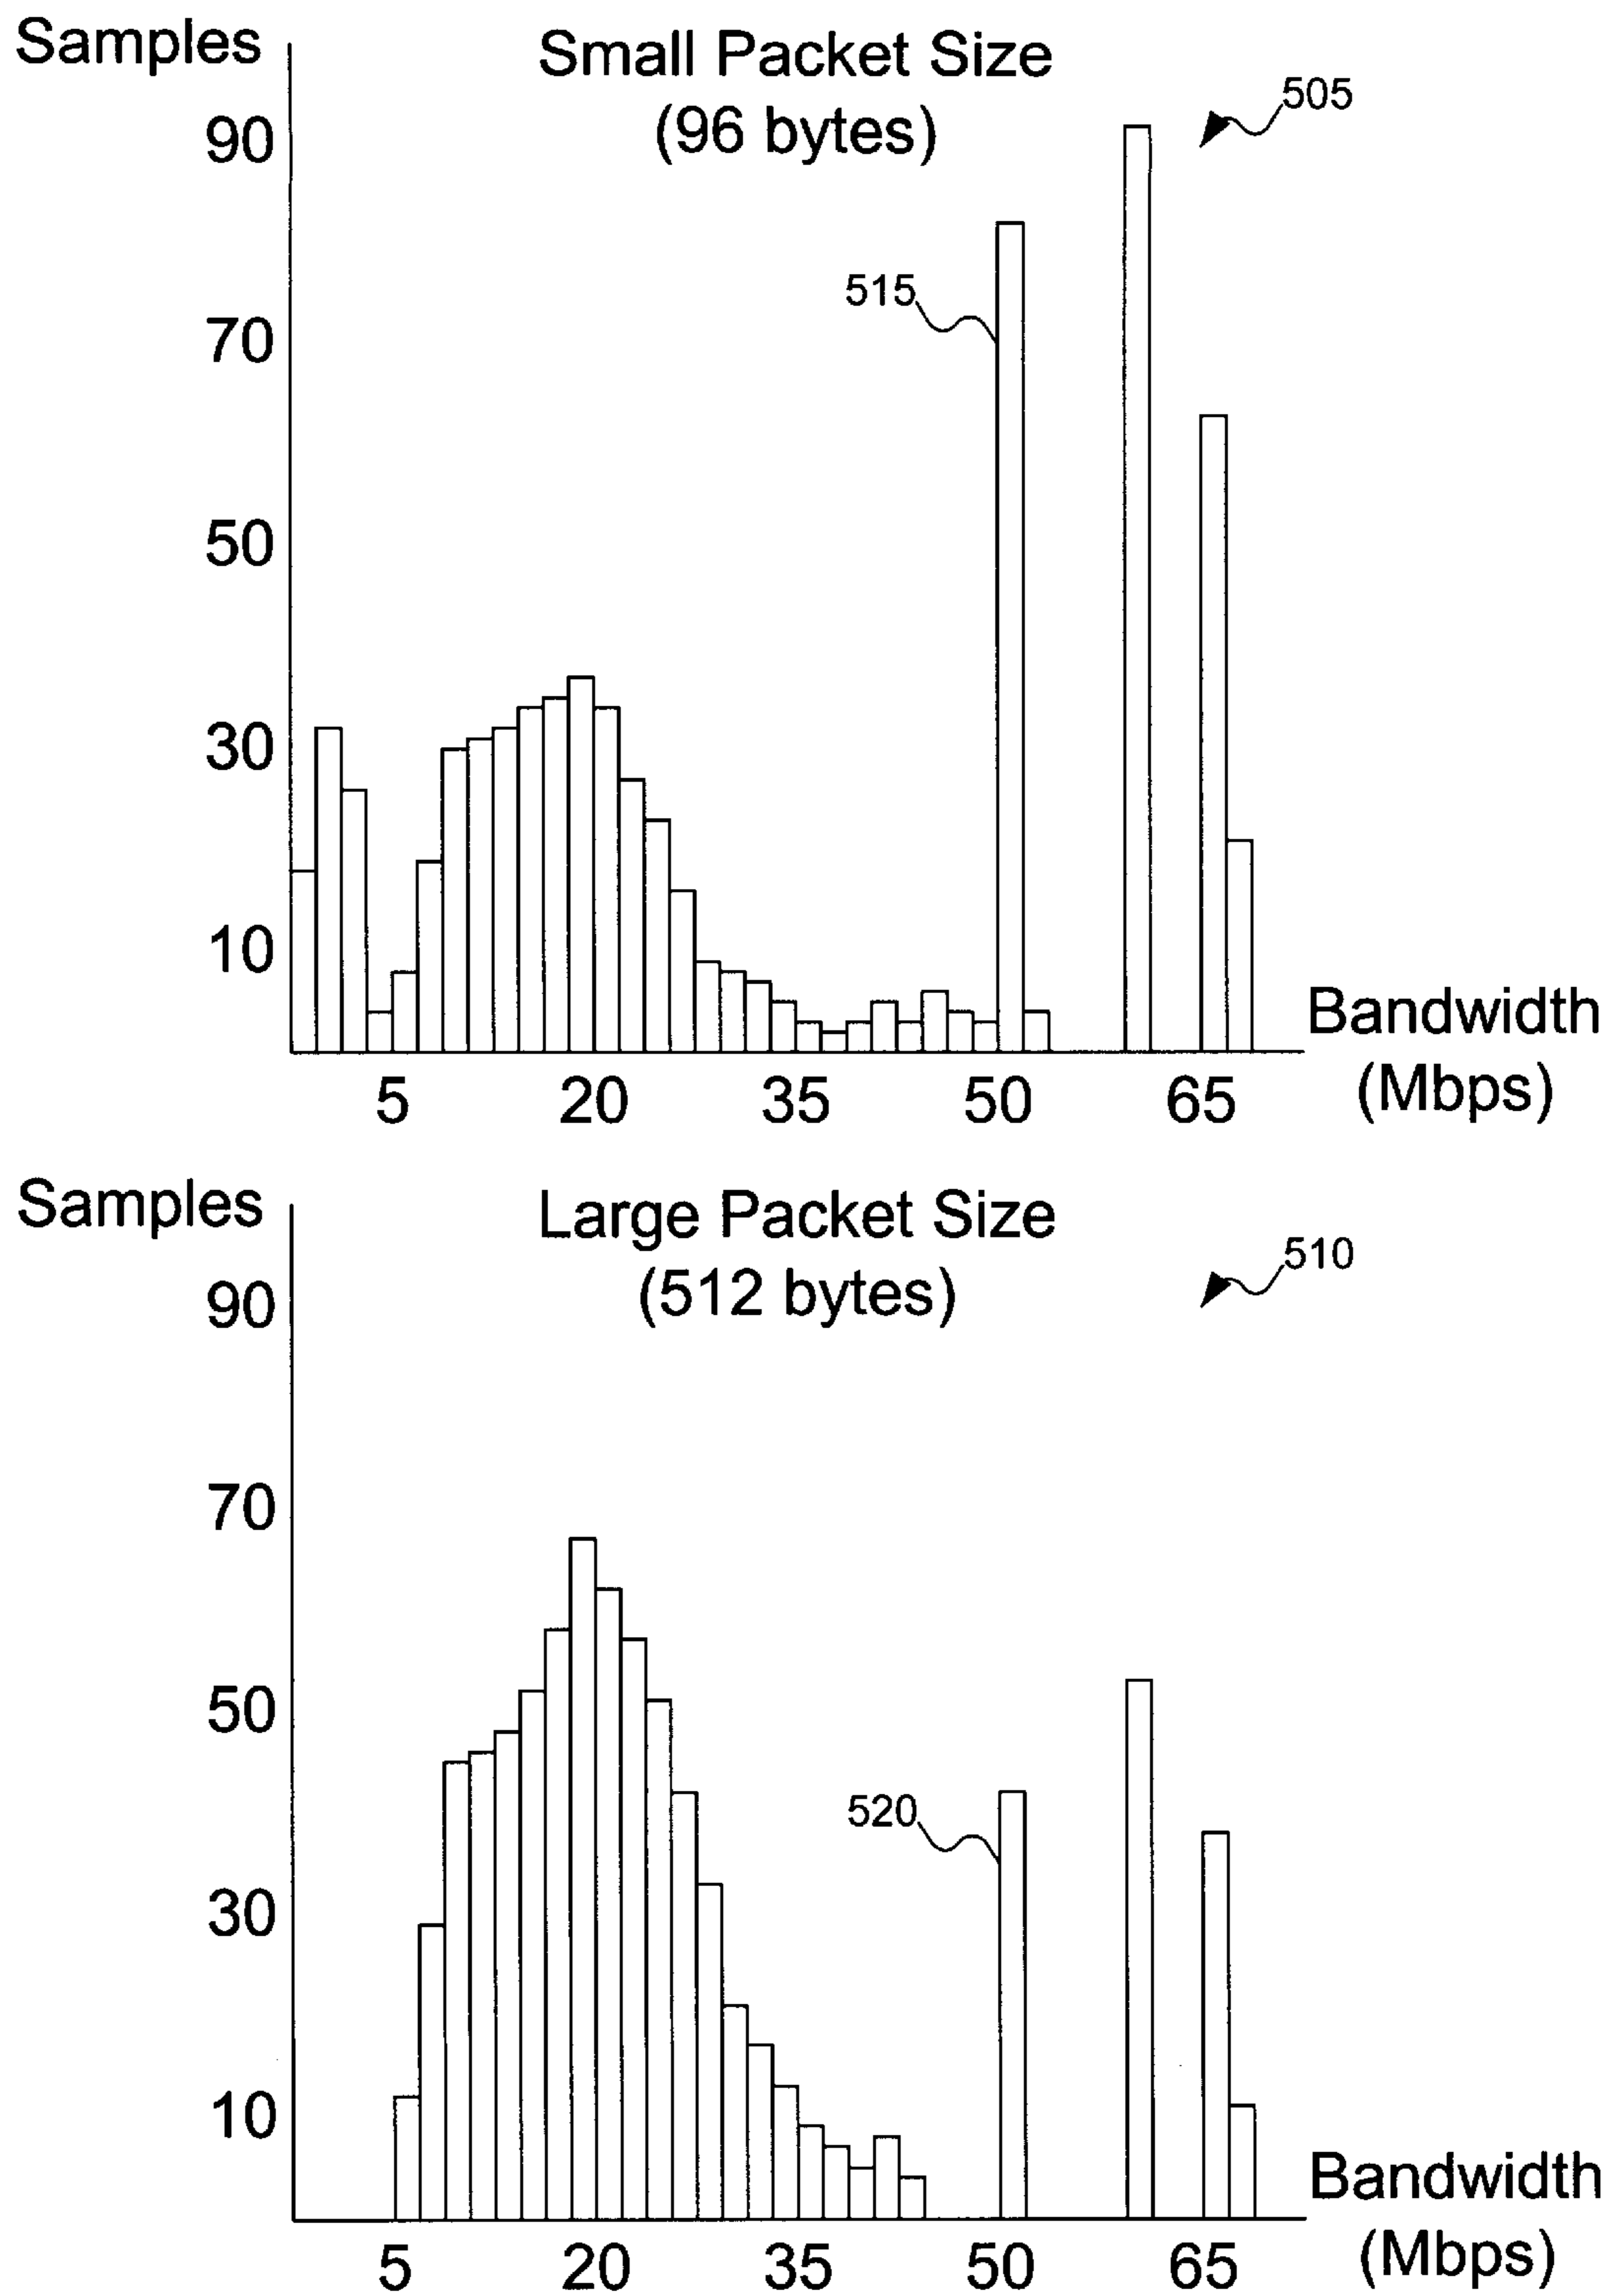 Samples
Small Packet Size
(96 bytes)
505
90
515
70
50
30
10
Bandwidth
(Mbps)
5 20 35 50 65
Samples
Large Packet Size
(512 bytes)
510
90
70
50
520
30
10
Bandwidth
(Mbps)
5 20 35 50 65